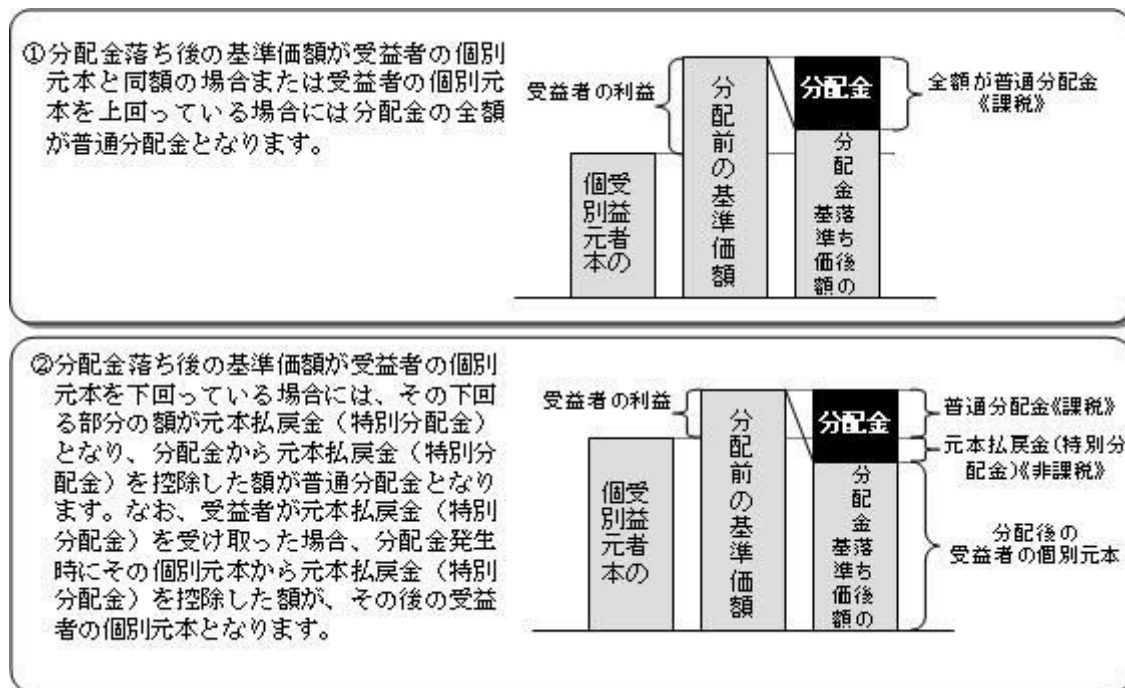 ①分配金落ち後の基準価額が受益者の個別
元本と同額の場合または受益者の個別元
本を上回っている場合には分配金の全額
が普通分配金となります。
受益者の利益
受益者の
個別元本
分配前の基準価額
分配金
分配金落ち後の
基準価額
全額が普通分配金
《課税》
②分配金落ち後の基準価額が受益者の個別
元本を下回っている場合には、その下回
る部分の額が元本払戻金（特別分配金）
となり、分配金から元本払戻金（特別分
配金）を控除した額が普通分配金となり
ます。なお、受益者が元本払戻金（特別
分配金）を受け取った場合、分配金発生
時にその個別元本から元本払戻金（特別
分配金）を控除した額が、その後の受益
者の個別元本となります。
受益者の利益
受益者の
個別元本
分配前の基準価額
分配金
分配金落ち後の
基準価額
普通分配金《課税》
元本払戻金(特別分
配金)《非課税》
分配後の
受益者の個別元本